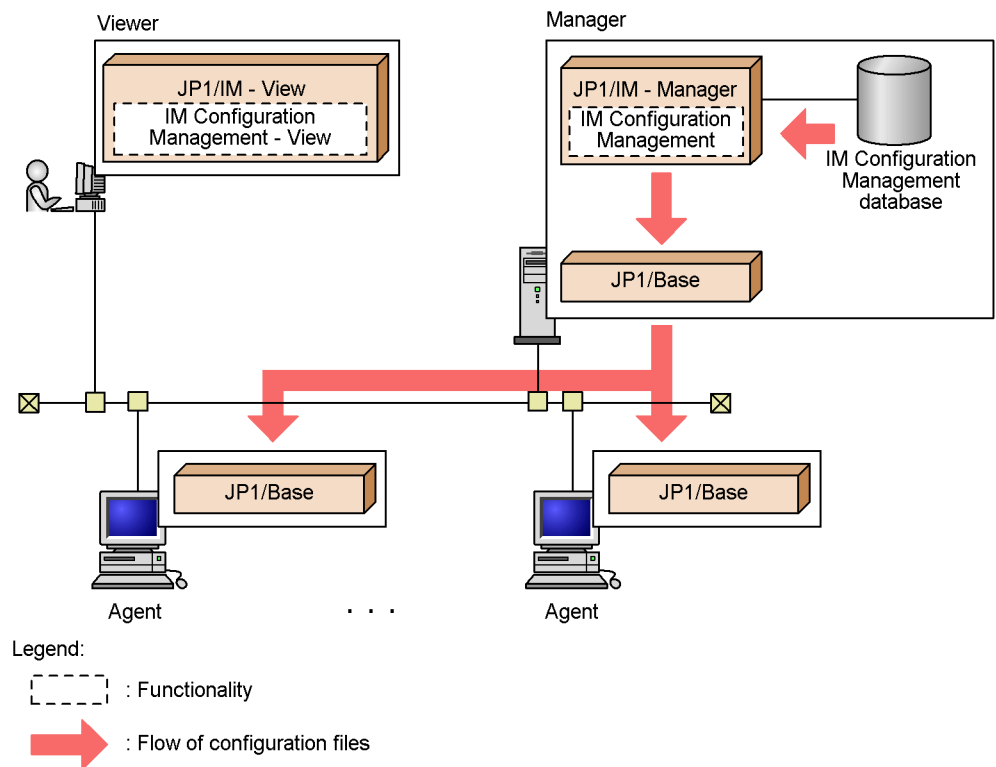 Viewer
JP1/IM - View
IM Configuration
Management - View
Manager
JP1/IM - Manager
IM Configuration
Management
IM Configuration
Management
database
JP1/Base
JP1/Base
JP1/Base
Agent
. . .
Agent
Legend:
: Functionality
: Flow of configuration files